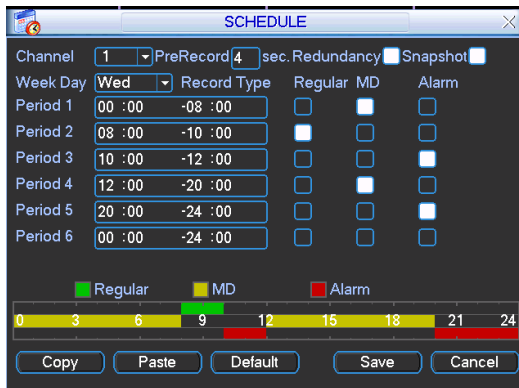 SCHEDULE
Channel 1 PreRecord 4 sec. Redundancy Snapshot
Week Day Wed Record Type Regular MD Alarm
Period 1 00 :00 -08 :00
Period 2 08 :00 -10 :00
Period 3 10 :00 -12 :00
Period 4 12 :00 -20 :00
Period 5 20 :00 -24 :00
Period 6 00 :00 -24 :00
Regular MD Alarm
0 3 6 9 12 15 18 21 24
Copy Paste Default Save Cancel